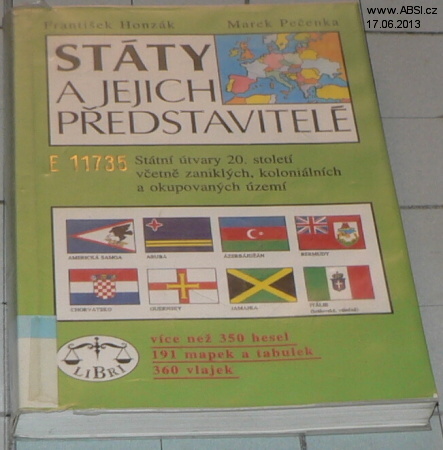 www.ABSI.cz
17.06.2013
František Honzák Marek Pečenka
STÁTY
A JEJICH
PŘEDSTAVITELÉ
E 11735
Státní útvary 20. století
včetně zaniklých, koloniálních
a okupovaných území
AMERICKÁ SAMOA ARUBA ÁZERBÁJDŽÁN BERMUDY
CHORVATSKO GUERNSEY JAMAJKA ITÁLIE
více než 350 hesel
191 mapek a tabulek
360 vlajek
LIBRI